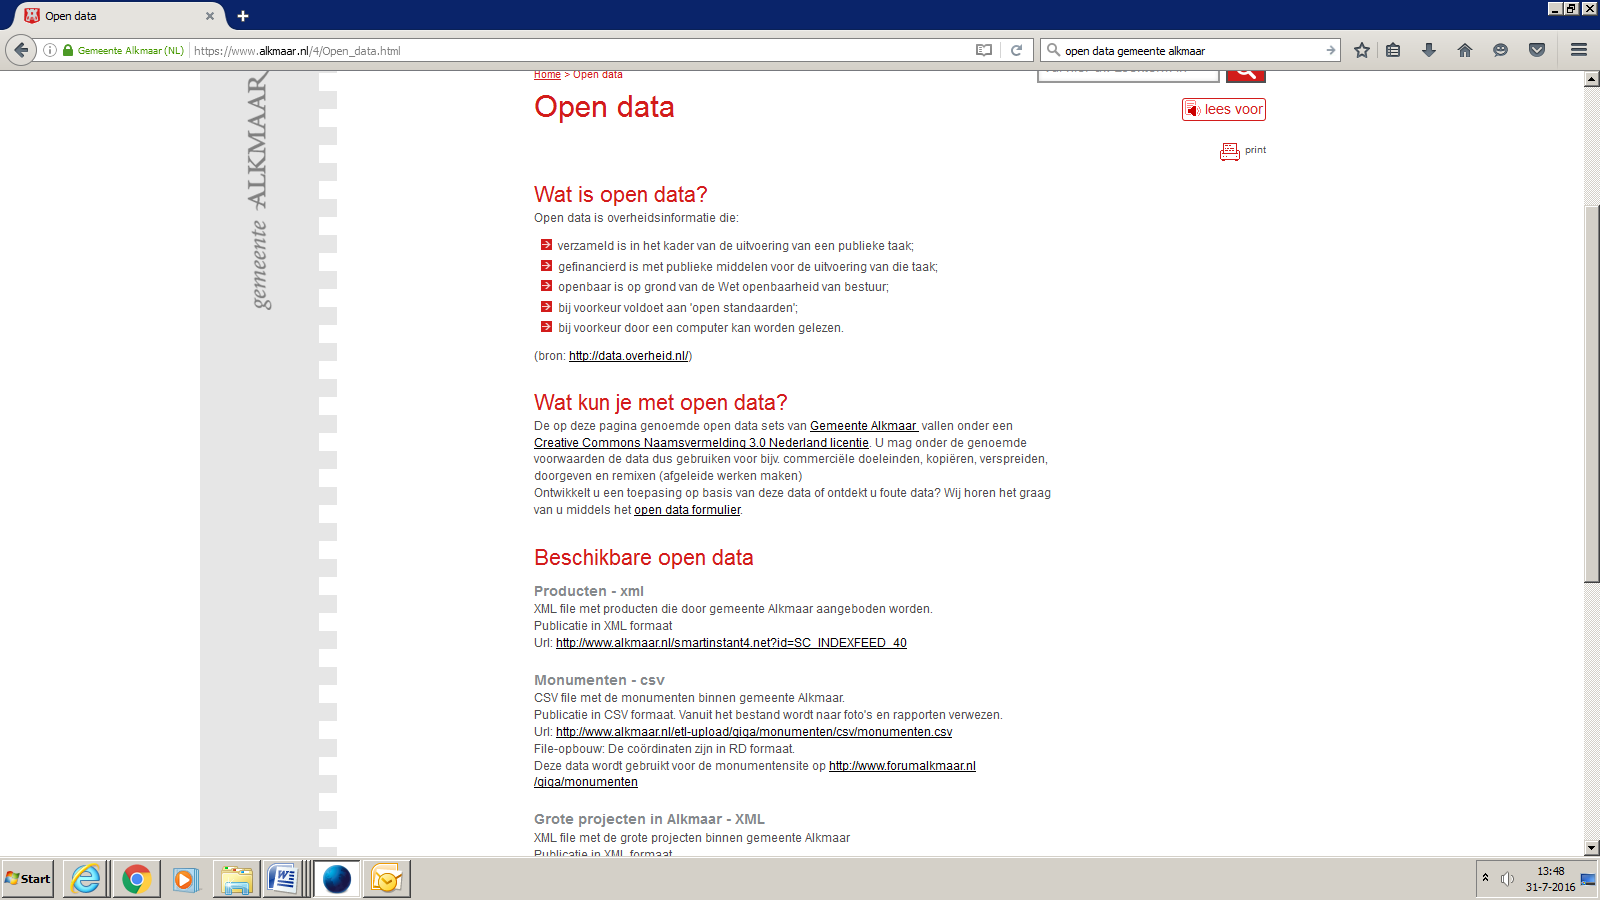 Open data
Gemeente Alkmaar (NL)
https://www.alkmaar.nl/4/Open_data.html
open data gemeente alkmaar
gemeente ALKMAAR
Home > Open data
Open data
lees voor
print
Wat is open data?
Open data is overheidsinformatie die:
verzameld is in het kader van de uitvoering van een publieke taak;
gefinancierd is met publieke middelen voor de uitvoering van die taak;
openbaar is op grond van de Wet openbaarheid van bestuur;
bij voorkeur voldoet aan 'open standaarden';
bij voorkeur door een computer kan worden gelezen.
(bron: http://data.overheid.nl/)
Wat kun je met open data?
De op deze pagina genoemde open data sets van Gemeente Alkmaar vallen onder een
Creative Commons Naamsvermelding 3.0 Nederland licentie. U mag onder de genoemde
voorwaarden de data dus gebruiken voor bijv. commerciële doeleinden, kopiëren, verspreiden,
doorgeven en remixen (afgeleide werken maken)
Ontwikkelt u een toepasing op basis van deze data of ontdekt u foute data? Wij horen het graag
van u middels het open data formulier.
Beschikbare open data
Producten - xml
XML file met producten die door gemeente Alkmaar aangeboden worden.
Publicatie in XML formaat
Url: http://www.alkmaar.nl/smartinstant4.net?id=SC_INDEXFEED_40
Monumenten - csv
CSV file met de monumenten binnen gemeente Alkmaar.
Publicatie in CSV formaat. Vanuit het bestand wordt naar foto's en rapporten verwezen.
Url: http://www.alkmaar.nl/etl-upload/giga/monumenten/csv/monumenten.csv
File-opbouw: De coördinaten zijn in RD formaat.
Deze data wordt gebruikt voor de monumentensite op http://www.forumalkmaar.nl
/giga/monumenten
Grote projecten in Alkmaar - XML
XML file met de grote projecten binnen gemeente Alkmaar
Publicatie in XML formaat
Start
13:48
31-7-2016